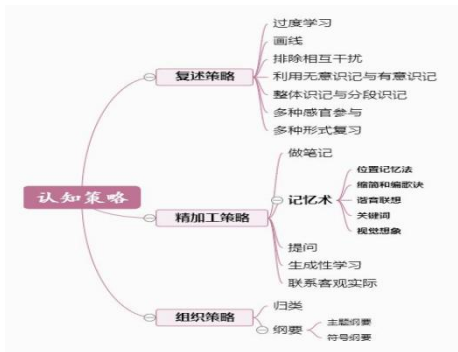 认知策略
复述策略
过度学习
画线
排除相互干扰
利用无意识记与有意识记
整体识记与分段识记
多种感官参与
多种形式复习
精加工策略
做笔记
记忆术
位置记忆法
缩简和编歌诀
谐音联想
关键词
视觉想象
提问
生成性学习
联系客观实际
组织策略
归类
纲要
主题纲要
符号纲要